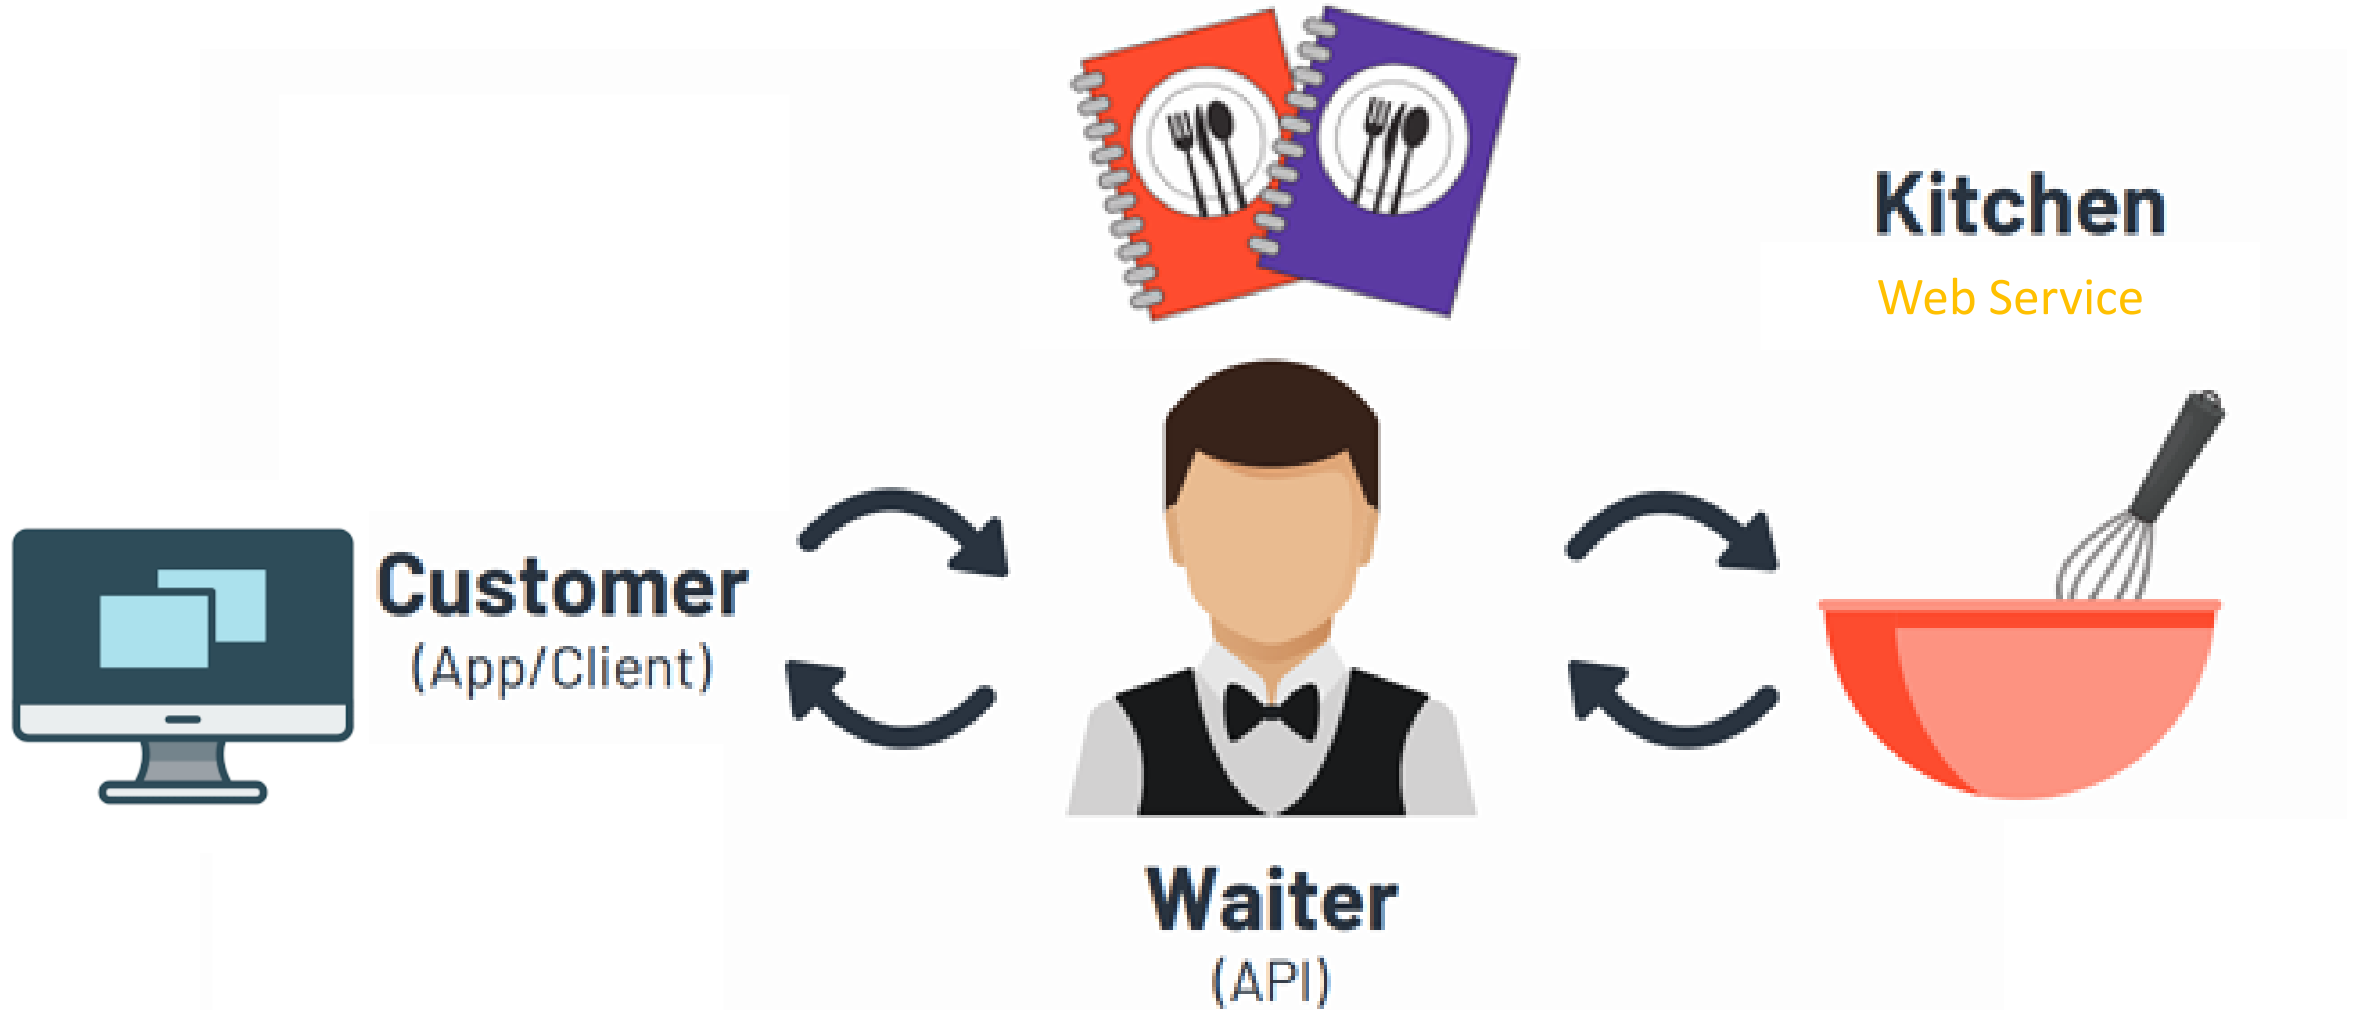 Kitchen
Web Service
Customer
(App/Client)
Waiter
(API)